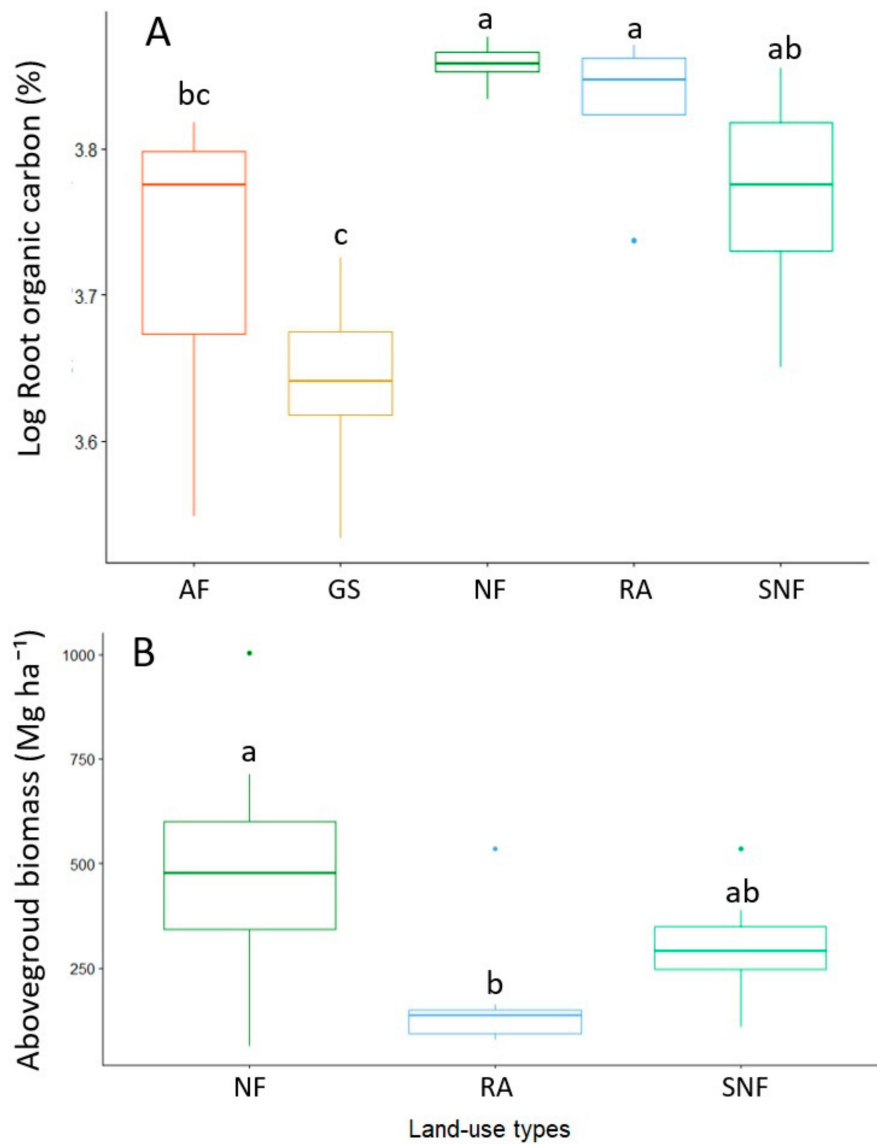 A
Log Root organic carbon (%)
a
a
ab
bc
c
3.8
3.7
3.6
AF GS NF RA SNF
B
Abovegroud biomass (Mg ha⁻¹)
1000
750
500
250
a
b
ab
NF RA SNF
Land-use types